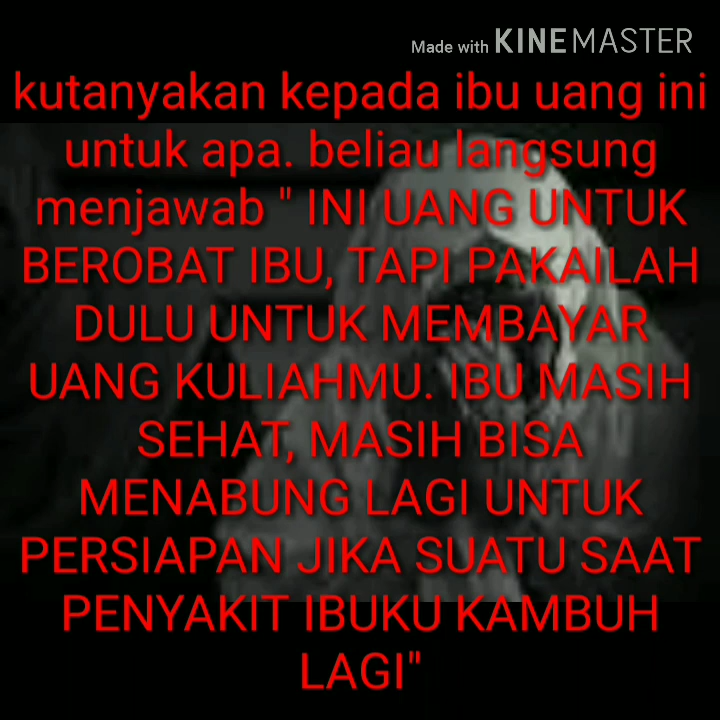 Made with KINEMASTER
kutanyakan kepada ibu uang ini
untuk apa. beliau langsung
menjawab " INI UANG UNTUK
BEROBAT IBU, TAPI PAKAILAH
DULU UNTUK MEMBAYAR
UANG KULIAHMU. IBU MASIH
SEHAT, MASIH BISA
MENABUNG LAGI UNTUK
PERSIAPAN JIKA SUATU SAAT
PENYAKIT IBUKU KAMBUH
LAGI"